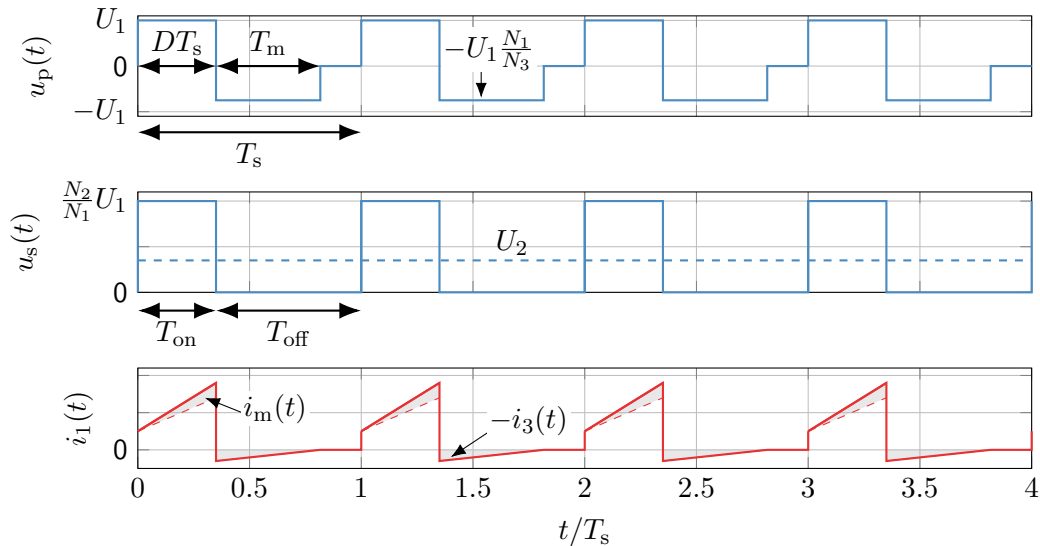 U₁
DTₛ
Tₘ
−U₁ N₁/N₃
0
−U₁
uₚ(t)
Tₛ
N₂/N₁ U₁
U₂
uₛ(t)
0
Tₒₙ
T_off
iₘ(t)
−i₃(t)
i₁(t)
0
0 0.5 1 1.5 2 2.5 3 3.5 4
t/Tₛ